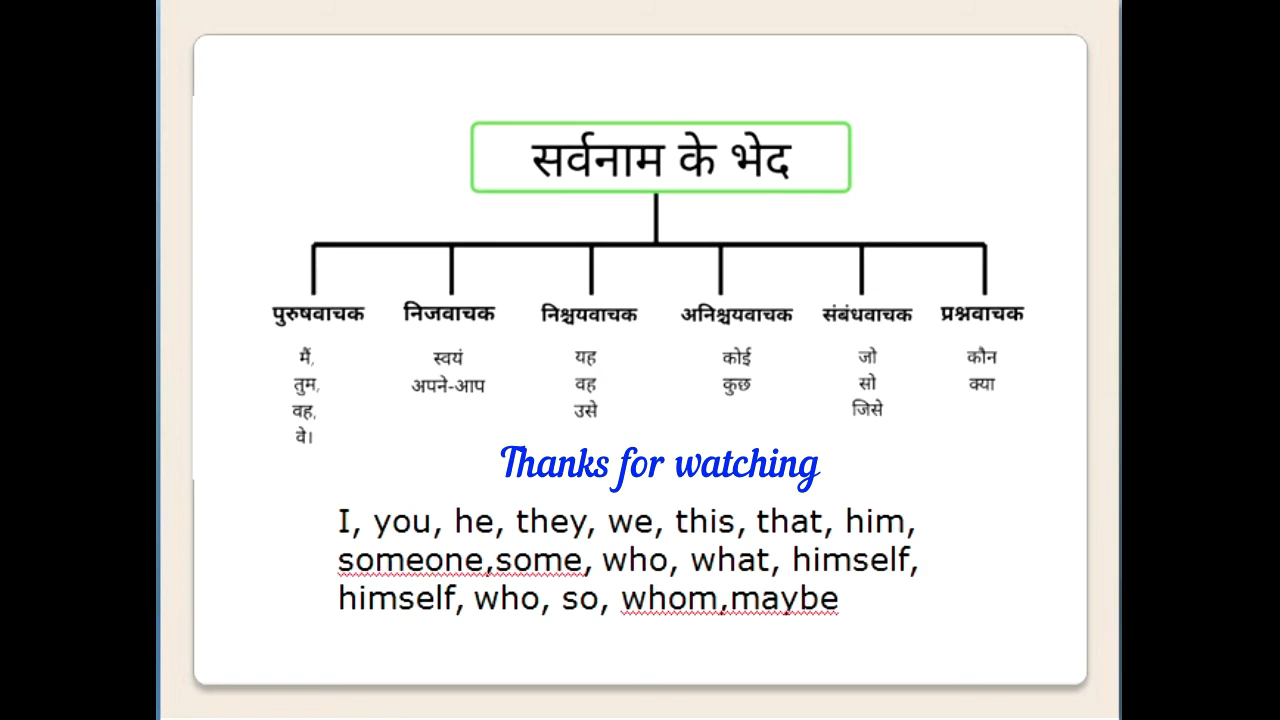 सर्वनाम के भेद
पुरुषवाचक निजवाचक निश्चयवाचक अनिश्चयवाचक संबंधवाचक प्रश्नवाचक
मैं, स्वयं यह कोई जो कौन
तुम, अपने-आप वह कुछ सो क्या
वह, उसे जिसे
वे।
Thanks for watching
I, you, he, they, we, this, that, him,
someone,some, who, what, himself,
himself, who, so, whom,maybe